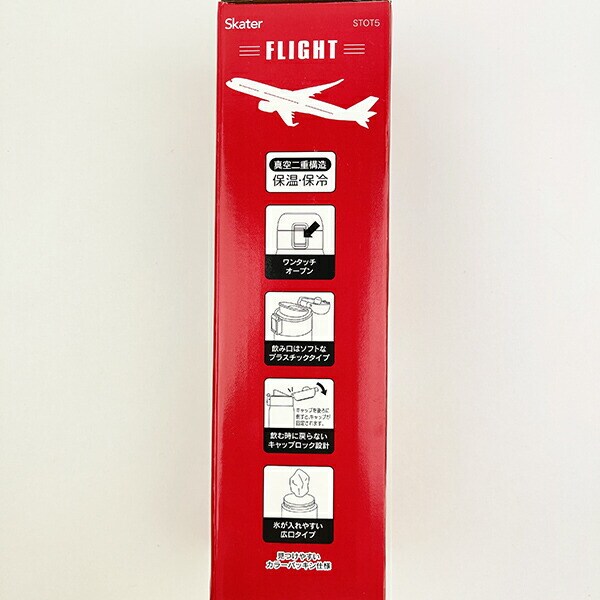 Skater
STOT5
FLIGHT
真空二重構造
保温・保冷
ワンタッチ
オープン
飲み口はソフトな
プラスチックタイプ
キャップを後ろに
倒すと、キャップが
固定されます。
飲む時に戻らない
キャップロック設計
氷が入れやすい
広口タイプ
見つけやすい
カラーパッキン仕様